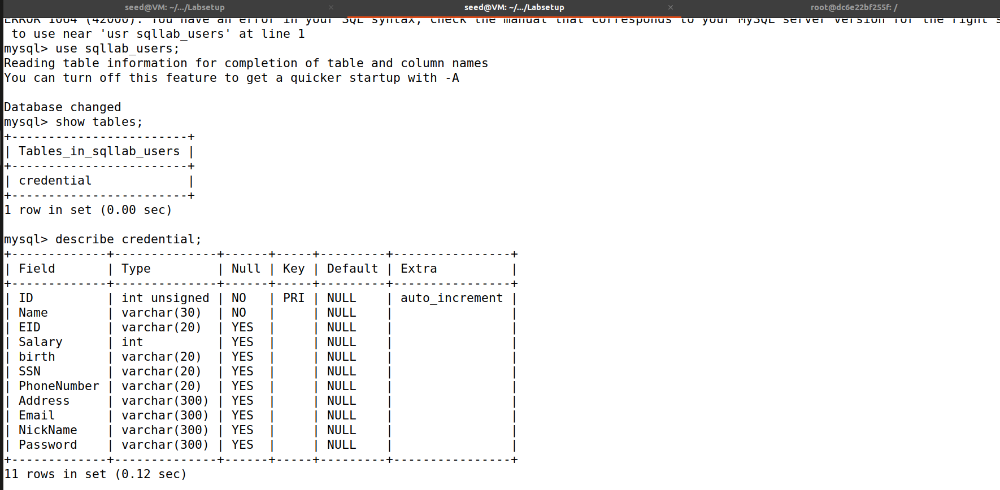 seed@VM: ~/.../Labsetup × seed@VM: ~/.../Labsetup × root@dc6e22bf255f: /
ERROR 1064 (42000): You have an error in your SQL syntax; check the manual that corresponds to your MySQL server version for the right s
 to use near 'usr sqllab_users' at line 1
mysql> use sqllab_users;
Reading table information for completion of table and column names
You can turn off this feature to get a quicker startup with -A

Database changed
mysql> show tables;
+------------------------+
| Tables_in_sqllab_users |
+------------------------+
| credential             |
+------------------------+
1 row in set (0.00 sec)

mysql> describe credential;
+-------------+--------------+------+-----+---------+----------------+
| Field       | Type         | Null | Key | Default | Extra          |
+-------------+--------------+------+-----+---------+----------------+
| ID          | int unsigned | NO   | PRI | NULL    | auto_increment |
| Name        | varchar(30)  | NO   |     | NULL    |                |
| EID         | varchar(20)  | YES  |     | NULL    |                |
| Salary      | int          | YES  |     | NULL    |                |
| birth       | varchar(20)  | YES  |     | NULL    |                |
| SSN         | varchar(20)  | YES  |     | NULL    |                |
| PhoneNumber | varchar(20)  | YES  |     | NULL    |                |
| Address     | varchar(300) | YES  |     | NULL    |                |
| Email       | varchar(300) | YES  |     | NULL    |                |
| NickName    | varchar(300) | YES  |     | NULL    |                |
| Password    | varchar(300) | YES  |     | NULL    |                |
+-------------+--------------+------+-----+---------+----------------+
11 rows in set (0.12 sec)